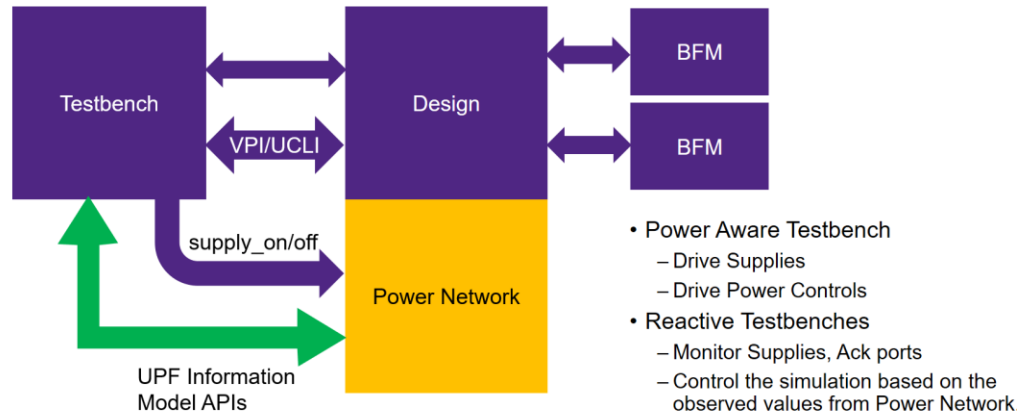 Testbench
Design
BFM
VPI/UCLI
BFM
supply_on/off
Power Network
UPF Information
Model APIs
• Power Aware Testbench
– Drive Supplies
– Drive Power Controls
• Reactive Testbenches
– Monitor Supplies, Ack ports
– Control the simulation based on the
observed values from Power Network